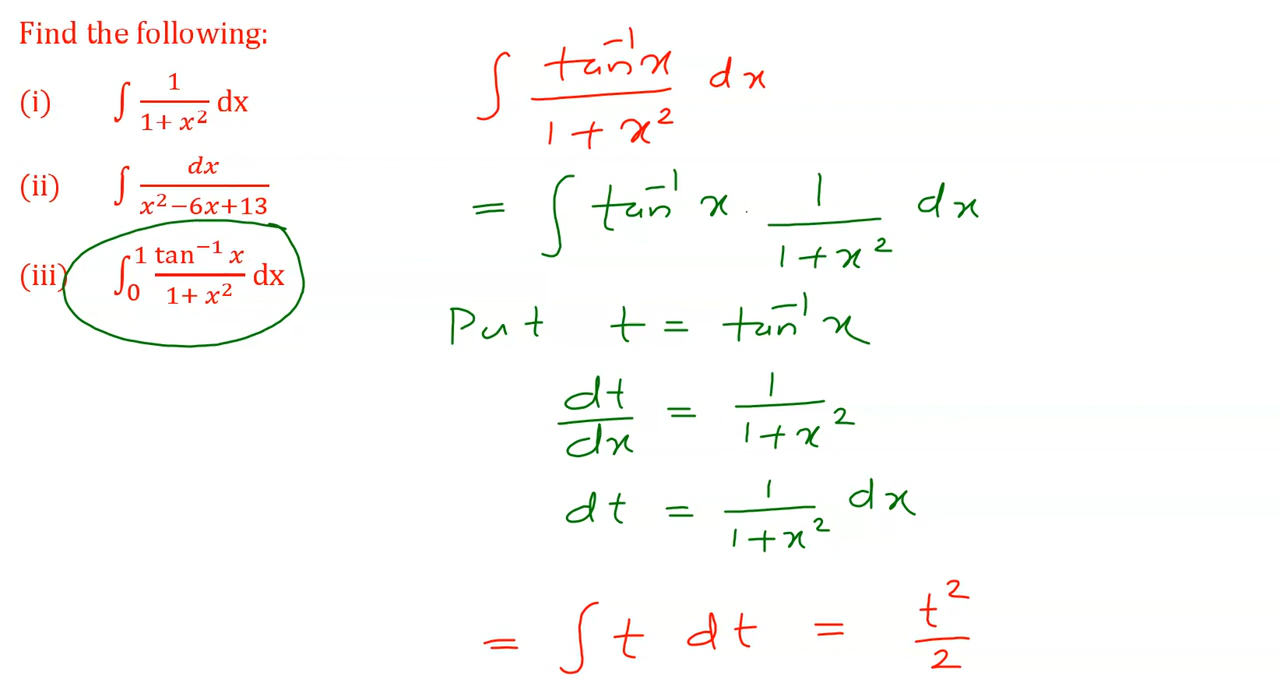 Find the following:
(i) ∫ 1/(1+ x²) dx
(ii) ∫ dx/(x²−6x+13)
(iii) ∫₀¹ tan⁻¹ x/(1+ x²) dx
∫ tan⁻¹x/(1+x²) dx
= ∫ tan⁻¹ x . 1/(1+x²) dx
Put t = tan⁻¹x
dt/dx = 1/(1+x²)
dt = 1/(1+x²) dx
= ∫ t dt = t²/2